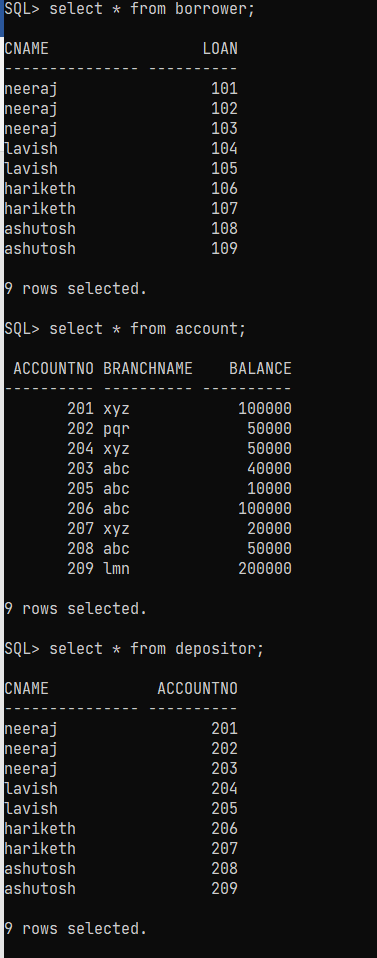 SQL> select * from borrower;
CNAME                 LOAN
--------------- ----------
neeraj                 101
neeraj                 102
neeraj                 103
lavish                 104
lavish                 105
hariketh               106
hariketh               107
ashutosh               108
ashutosh               109
9 rows selected.
SQL> select * from account;
 ACCOUNTNO BRANCHNAME    BALANCE
---------- ---------- ----------
       201 xyz            100000
       202 pqr             50000
       204 xyz             50000
       203 abc             40000
       205 abc             10000
       206 abc            100000
       207 xyz             20000
       208 abc             50000
       209 lmn            200000
9 rows selected.
SQL> select * from depositor;
CNAME            ACCOUNTNO
--------------- ----------
neeraj                 201
neeraj                 202
neeraj                 203
lavish                 204
lavish                 205
hariketh               206
hariketh               207
ashutosh               208
ashutosh               209
9 rows selected.